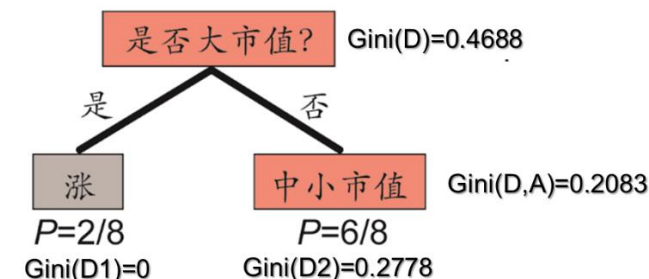 是否大市值? Gini(D)=0.4688
是 否
涨 中小市值 Gini(D,A)=0.2083
P=2/8 P=6/8
Gini(D1)=0 Gini(D2)=0.2778